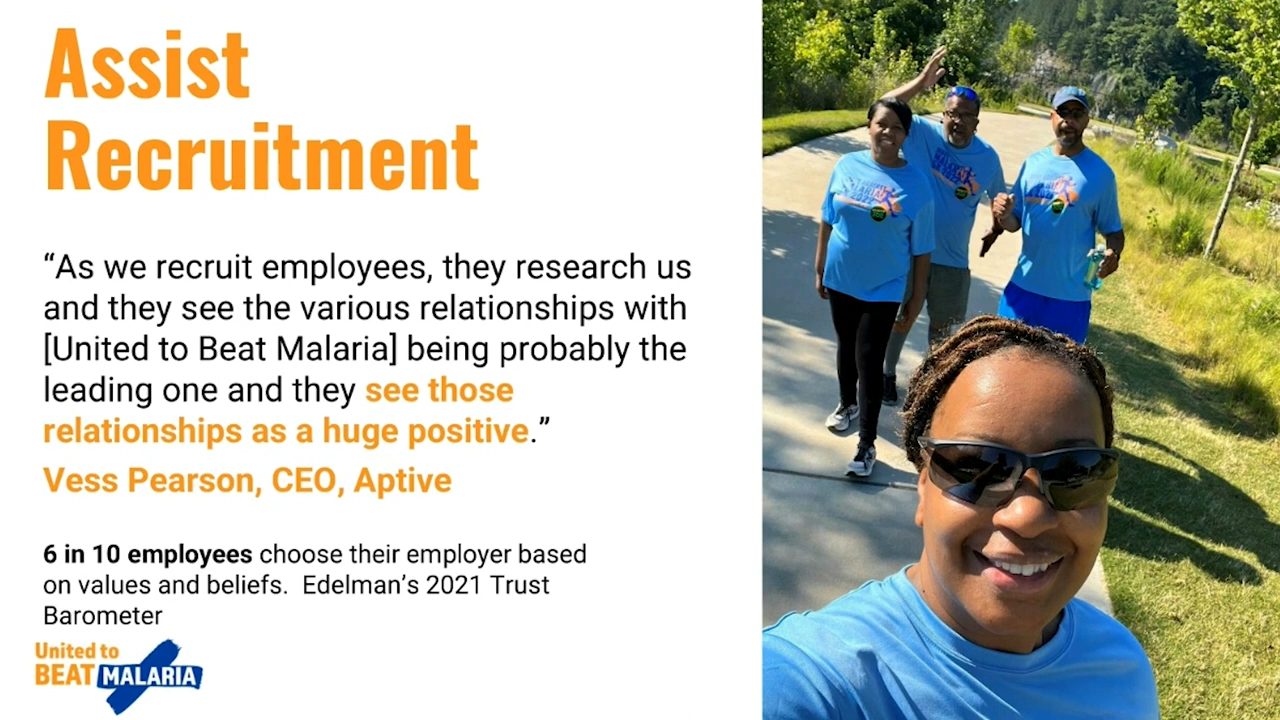 Assist
Recruitment
“As we recruit employees, they research us
and they see the various relationships with
[United to Beat Malaria] being probably the
leading one and they see those
relationships as a huge positive.”
Vess Pearson, CEO, Aptive
6 in 10 employees choose their employer based
on values and beliefs.  Edelman’s 2021 Trust
Barometer
United to
BEAT MALARIA